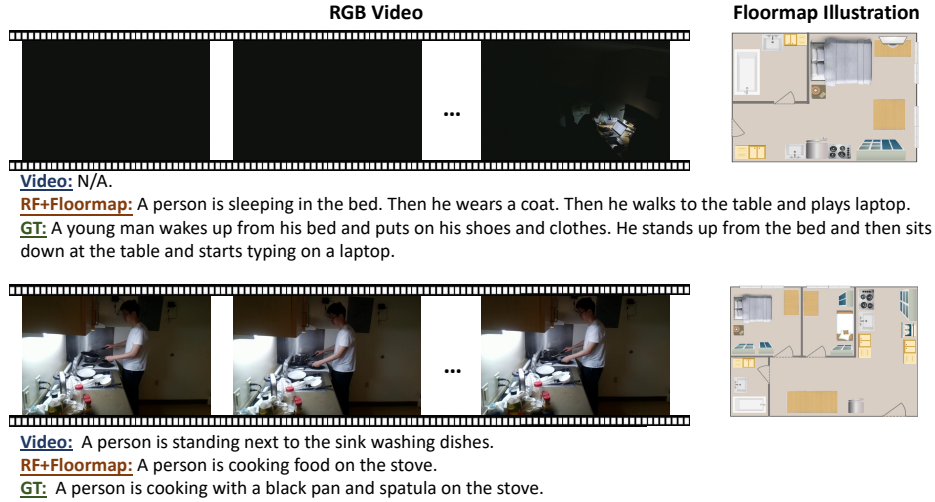 RGB Video
Floormap Illustration
...
Video: N/A.
RF+Floormap: A person is sleeping in the bed. Then he wears a coat. Then he walks to the table and plays laptop.
GT: A young man wakes up from his bed and puts on his shoes and clothes. He stands up from the bed and then sits
down at the table and starts typing on a laptop.
...
Video: A person is standing next to the sink washing dishes.
RF+Floormap: A person is cooking food on the stove.
GT: A person is cooking with a black pan and spatula on the stove.